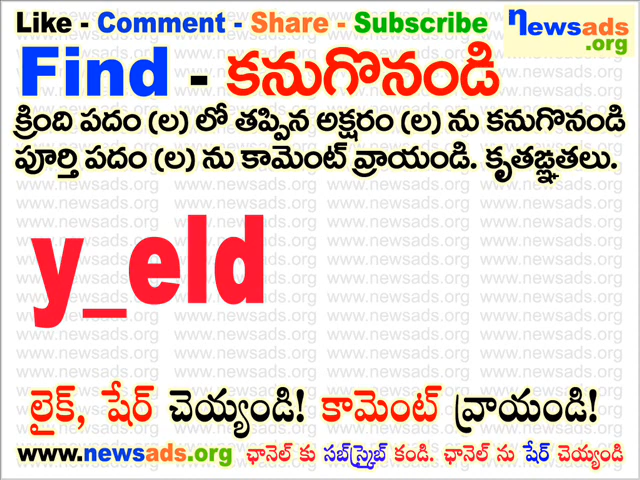 Like - Comment - Share - Subscribe
newsads
.org
Find - కనుగొనండి
క్రింది పదం (ల) లో తప్పిన అక్షరం (ల) ను కనుగొనండి
పూర్తి పదం (ల) ను కామెంట్ వ్రాయండి. కృతఙ్ఞతలు.
y_eld
లైక్, షేర్ చెయ్యండి! కామెంట్ వ్రాయండి!
www.newsads.org ఛానెల్ కు సబ్‌స్క్రైబ్ కండి. ఛానెల్ ను షేర్ చెయ్యండి